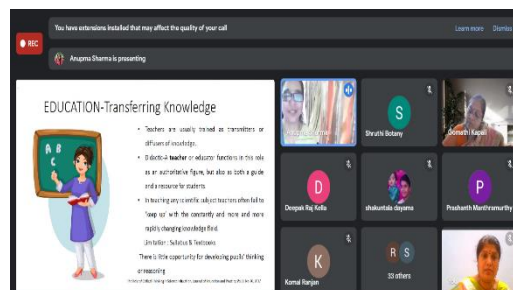 You have extensions installed that may affect the quality of your call
Learn more
Dismiss
REC
Anupma Sharma is presenting
EDUCATION-Transferring Knowledge
A B
C
• Teachers are usually trained as transmitters or
diffusers of knowledge.
• Didactic-A teacher or educator functions in this role
as an authoritative figure, but also as both a guide
and a resource for students
• In teaching any scientific subject teachers often fail to
"keep up" with the constantly and more and more
rapidly changing knowledge field.
Limitation : Syllabus & Textbooks
There is little opportunity for developing pupils' thinking
or reasoning
S
Shruthi Botany
Gomathi Kapali
D
Deepak Raj Kella
shakuntala dayama
P
Prashanth Manthramurthy
K
Komal Ranjan
R S
33 others